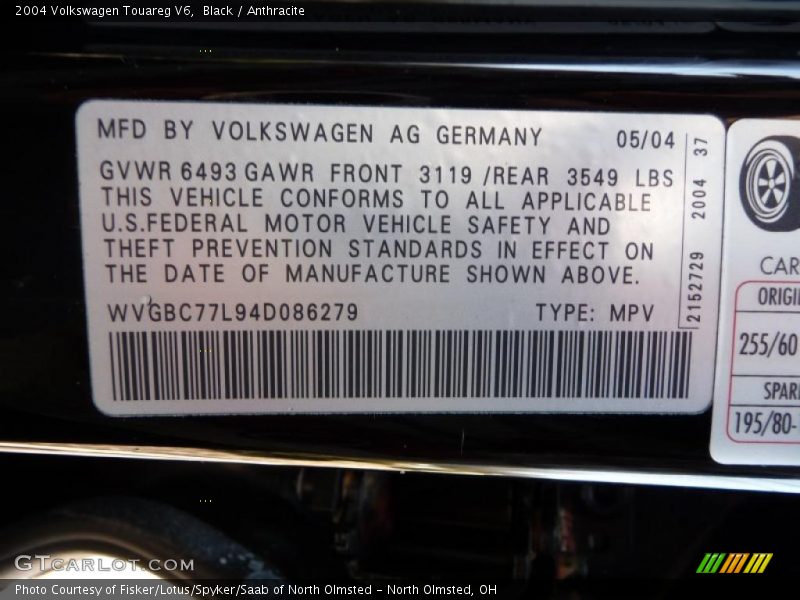 2004 Volkswagen Touareg V6, Black / Anthracite
MFD BY VOLKSWAGEN AG GERMANY 05/04
GVWR 6493 GAWR FRONT 3119 /REAR 3549 LBS
THIS VEHICLE CONFORMS TO ALL APPLICABLE
U.S.FEDERAL MOTOR VEHICLE SAFETY AND
THEFT PREVENTION STANDARDS IN EFFECT ON
THE DATE OF MANUFACTURE SHOWN ABOVE.
WVGBC77L94D086279 TYPE: MPV
2152729 2004 37
255/60
195/80-
GTCARLOT.COM
Photo Courtesy of Fisker/Lotus/Spyker/Saab of North Olmsted - North Olmsted, OH